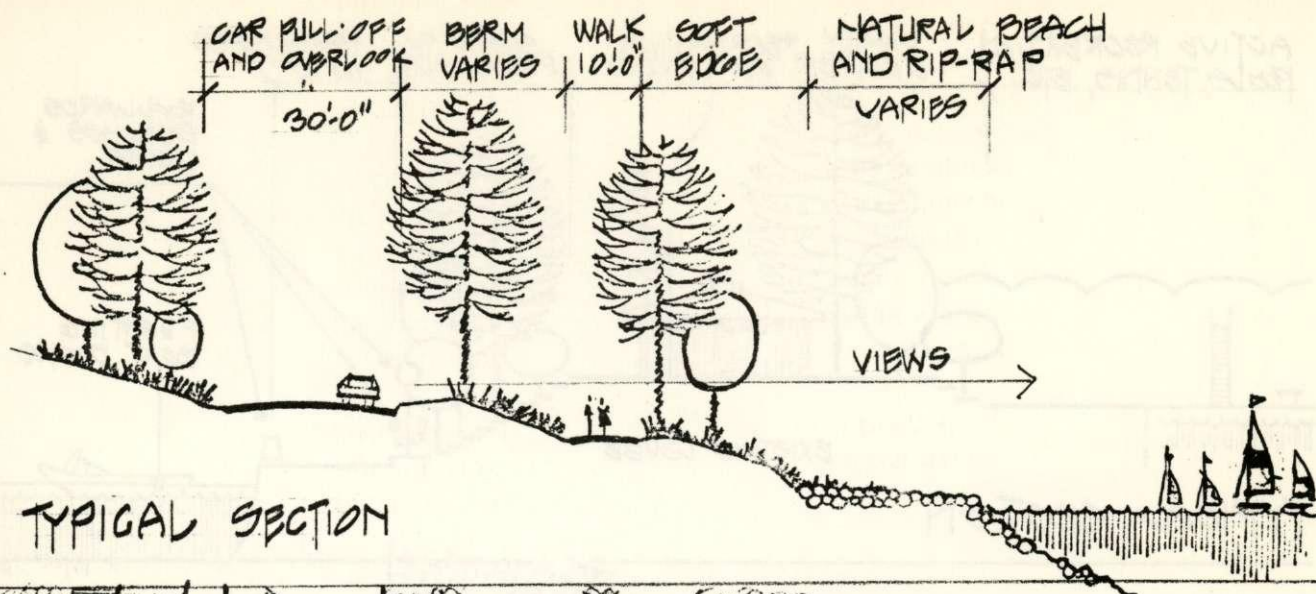 CAR PULL-OFF
AND OVERLOOK
30'-0"
BERM
VARIES
WALK
10'-0"
SOFT
EDGE
NATURAL BEACH
AND RIP-RAP
VARIES
VIEWS
TYPICAL SECTION